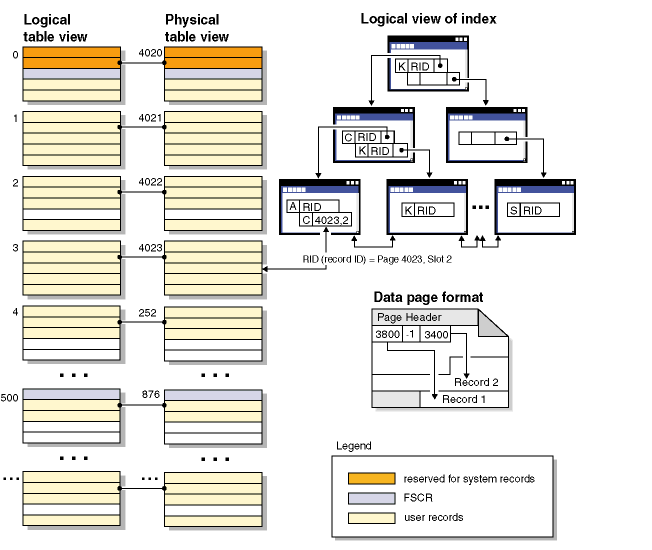 Logical
table view
Physical
table view
Logical view of index
0
4020
1
4021
2
4022
3
4023
4
252
...
...
500
876
...
...
...
...
K RID
C RID
K RID
A RID
C 4023,2
K RID
...
S RID
RID (record ID) = Page 4023, Slot 2
Data page format
Page Header
3800 -1 3400
Record 2
Record 1
Legend
reserved for system records
FSCR
user records